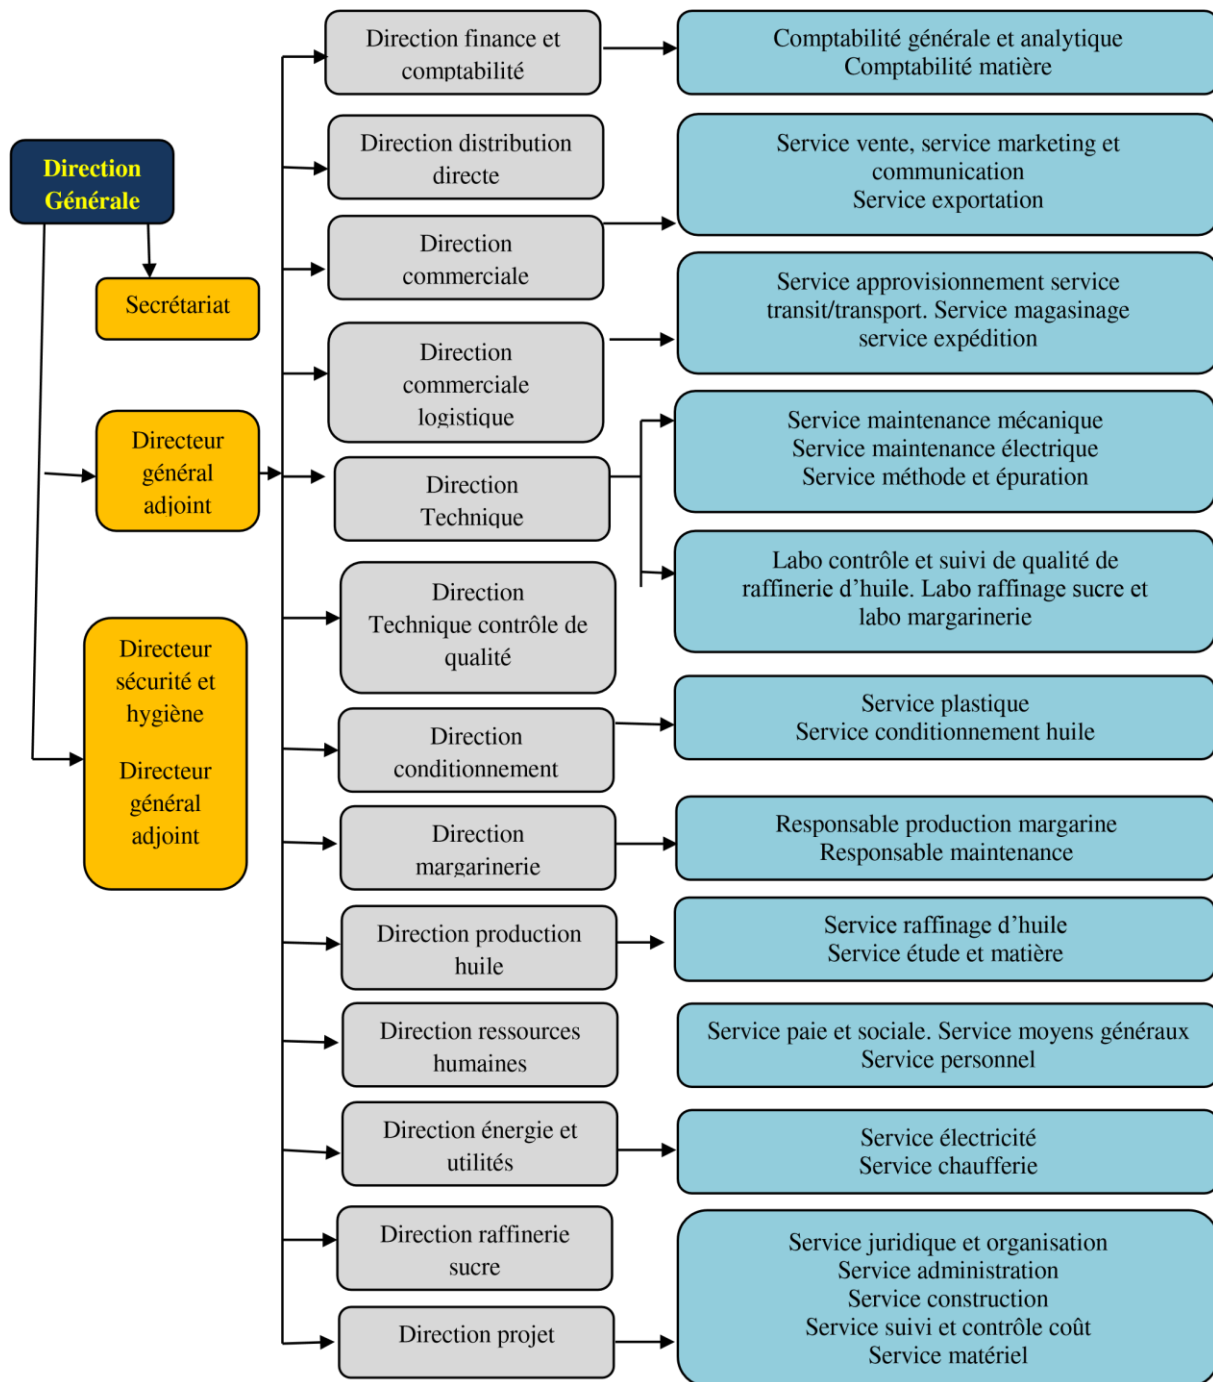 Direction
Générale
Secrétariat
Directeur
général
adjoint
Directeur
sécurité et
hygiène
Directeur
général
adjoint
Direction finance et
comptabilité
Direction distribution
directe
Direction
commerciale
Direction
commerciale
logistique
Direction
Technique
Direction
Technique contrôle de
qualité
Direction
conditionnement
Direction
margarinerie
Direction production
huile
Direction ressources
humaines
Direction énergie et
utilités
Direction raffinerie
sucre
Direction projet
Comptabilité générale et analytique
Comptabilité matière
Service vente, service marketing et
communication
Service exportation
Service approvisionnement service
transit/transport. Service magasinage
service expédition
Service maintenance mécanique
Service maintenance électrique
Service méthode et épuration
Labo contrôle et suivi de qualité de
raffinerie d’huile. Labo raffinage sucre et
labo margarinerie
Service plastique
Service conditionnement huile
Responsable production margarine
Responsable maintenance
Service raffinage d’huile
Service étude et matière
Service paie et sociale. Service moyens généraux
Service personnel
Service électricité
Service chaufferie
Service juridique et organisation
Service administration
Service construction
Service suivi et contrôle coût
Service matériel